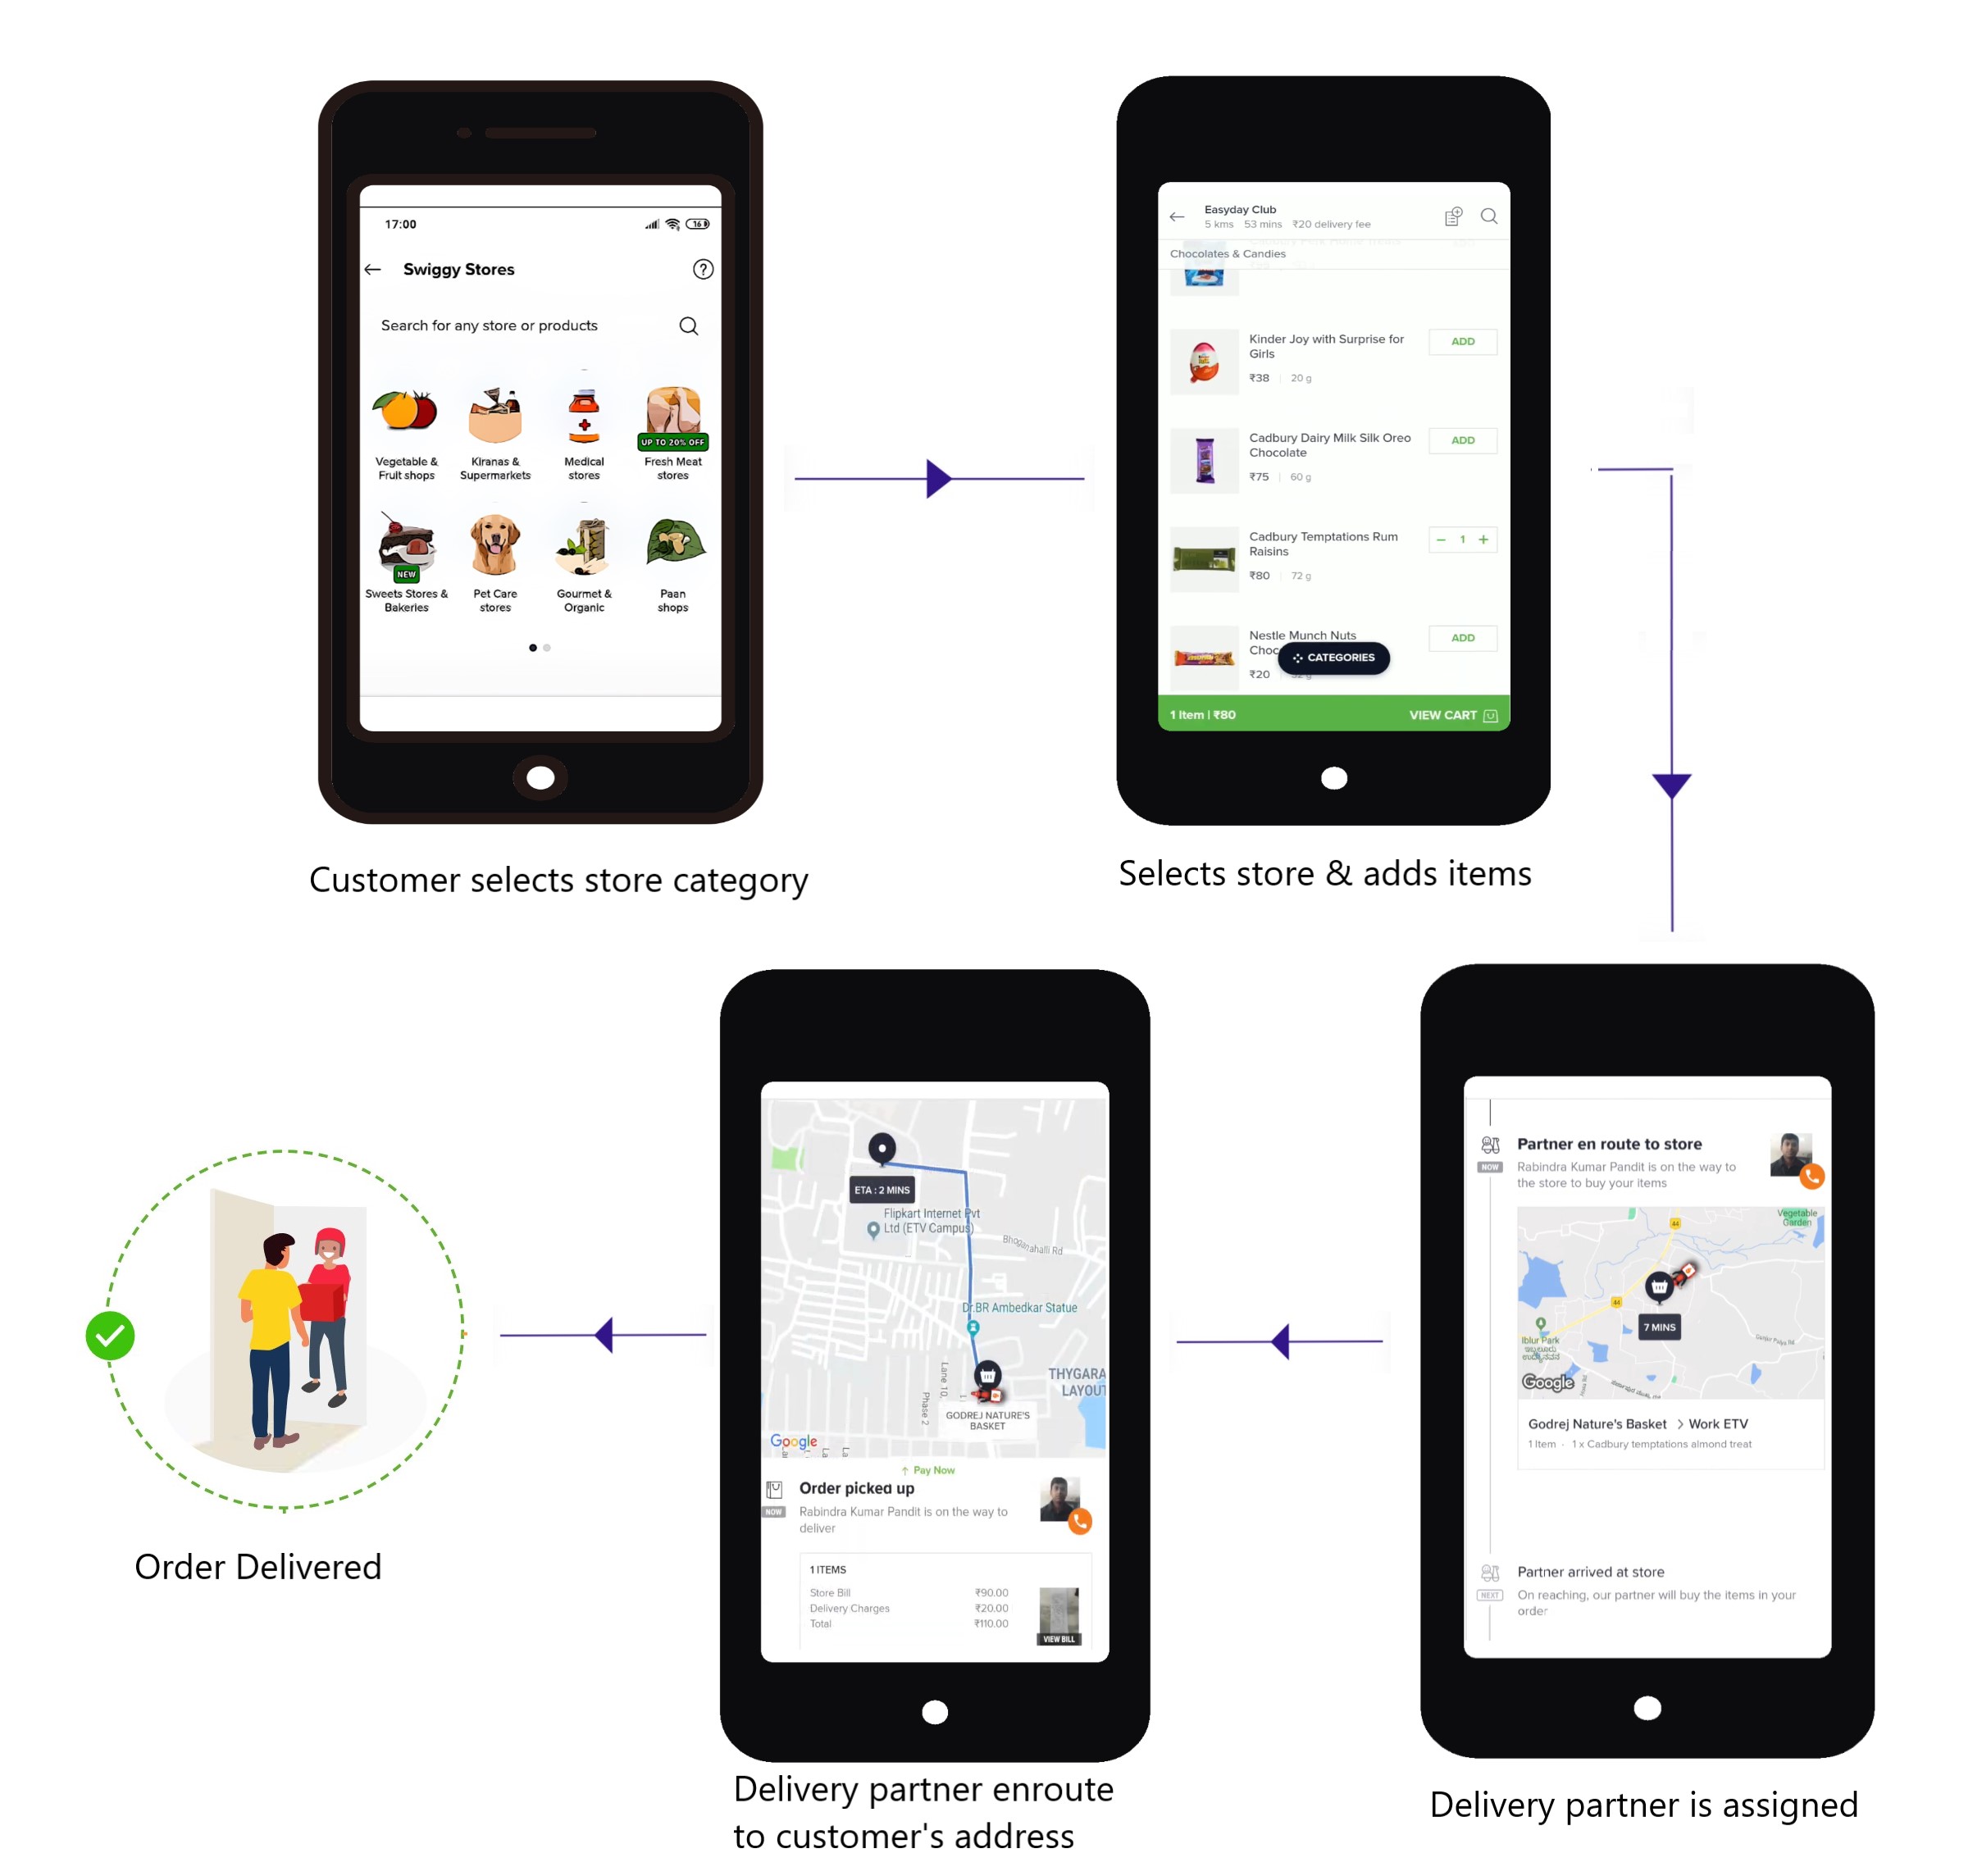 17:00
16
Swiggy Stores
?
Search for any store or products
UP TO 20% OFF
Vegetable &
Fruit shops
Kiranas &
Supermarkets
Medical
stores
Fresh Meat
stores
NEW
Sweets Stores &
Bakeries
Pet Care
stores
Gourmet &
Organic
Paan
shops
Customer selects store category
Easyday Club
5 kms 53 mins ₹20 delivery fee
Chocolates & Candies
Kinder Joy with Surprise for
Girls
₹38 | 20 g
ADD
Cadbury Dairy Milk Silk Oreo
Chocolate
₹75 | 60 g
ADD
Cadbury Temptations Rum
Raisins
₹80 | 72 g
− 1 +
Nestle Munch Nuts
₹20
ADD
CATEGORIES
1 Item | ₹80
VIEW CART
Selects store & adds items
Partner en route to store
NOW
Rabindra Kumar Pandit is on the way to
the store to buy your items
Vegetable
Garden
44
44
7 MINS
Iblur Park
Google
Godrej Nature's Basket > Work ETV
1 Item · 1 x Cadbury temptations almond treat
Partner arrived at store
NEXT
On reaching, our partner will buy the items in your
order
Delivery partner is assigned
ETA : 2 MINS
Flipkart Internet Pvt
Ltd (ETV Campus)
Bhoganahalli Rd
Dr.BR Ambedkar Statue
Lane 10
Phase 2
THYGARA
LAYOUT
GODREJ NATURE'S
BASKET
Google
↑ Pay Now
Order picked up
NOW
Rabindra Kumar Pandit is on the way to
deliver
1 ITEMS
Store Bill ₹90.00
Delivery Charges ₹20.00
Total ₹110.00
VIEW BILL
Delivery partner enroute
to customer's address
Order Delivered